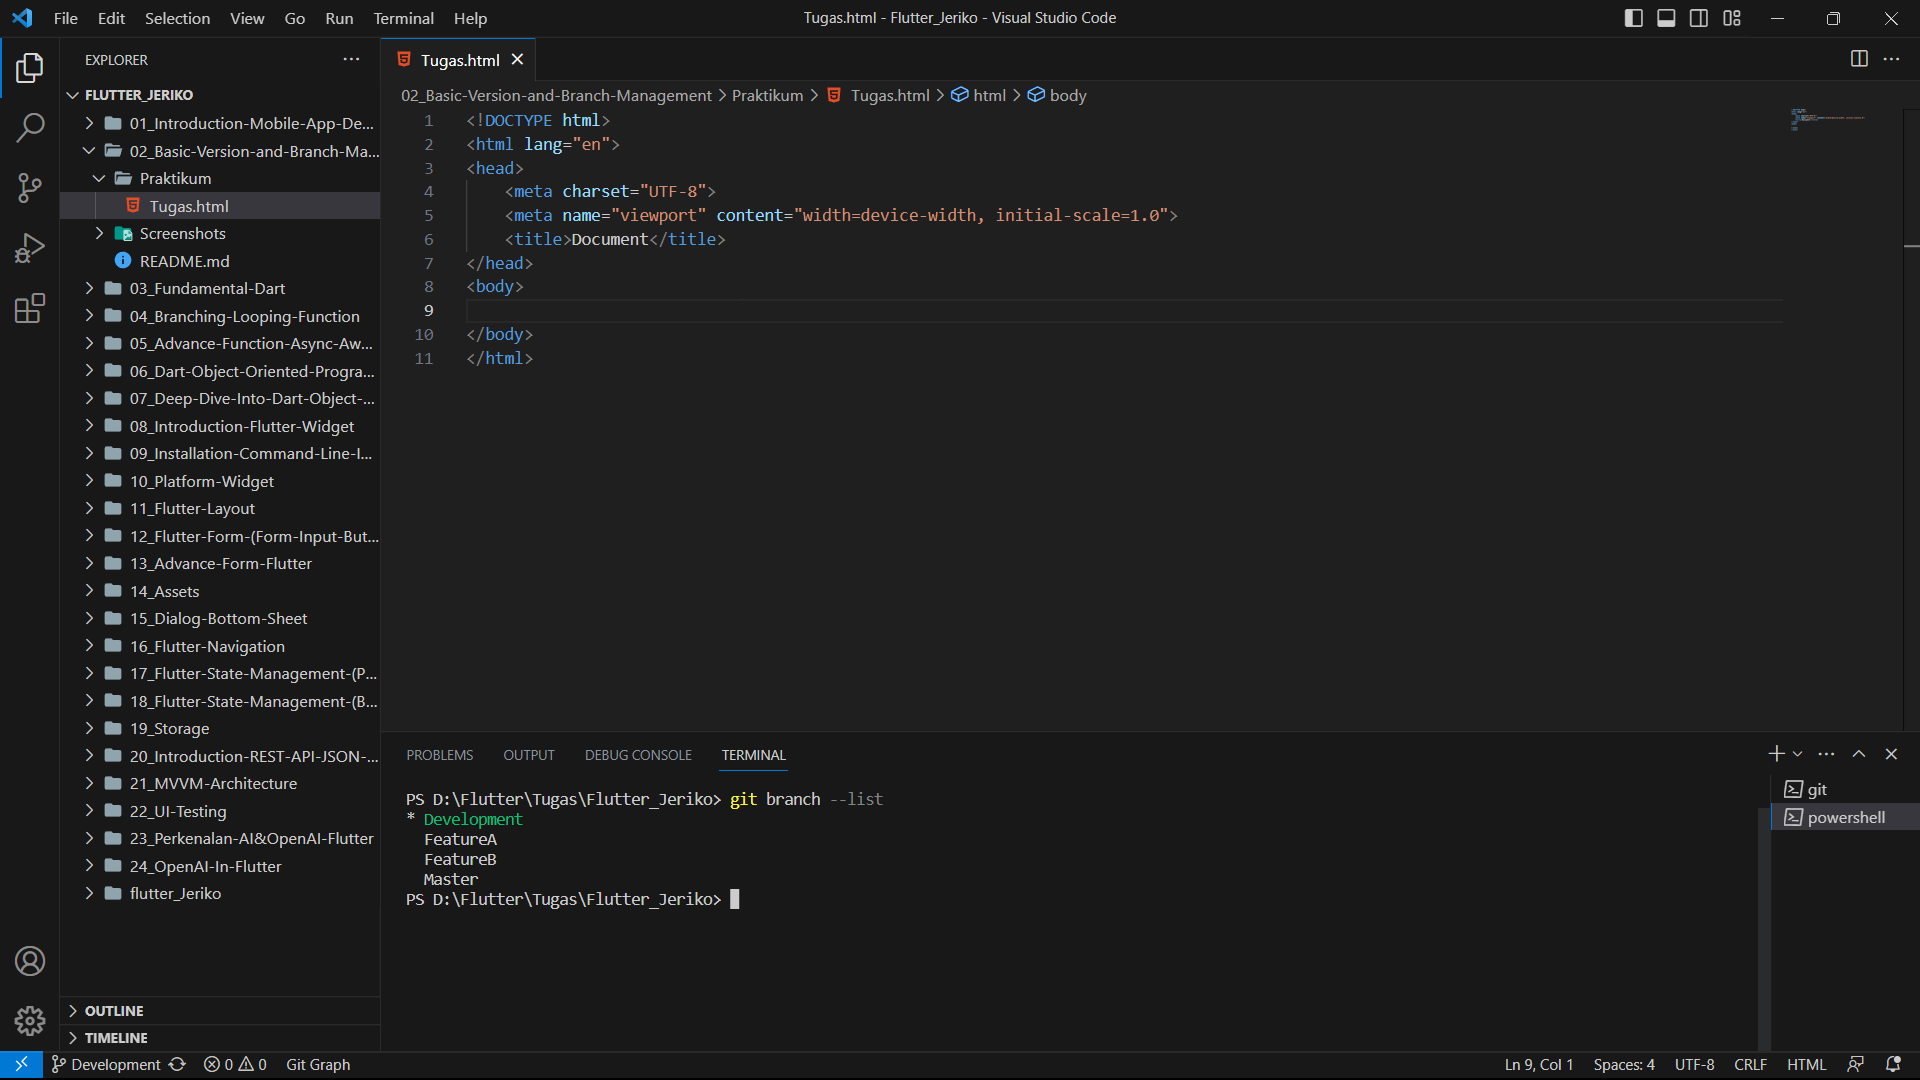 File Edit Selection View Go Run Terminal Help
Tugas.html - Flutter_Jeriko - Visual Studio Code
EXPLORER
FLUTTER_JERIKO
01_Introduction-Mobile-App-De...
02_Basic-Version-and-Branch-Ma...
Praktikum
Tugas.html
Screenshots
README.md
03_Fundamental-Dart
04_Branching-Looping-Function
05_Advance-Function-Async-Aw...
06_Dart-Object-Oriented-Progra...
07_Deep-Dive-Into-Dart-Object-...
08_Introduction-Flutter-Widget
09_Installation-Command-Line-I...
10_Platform-Widget
11_Flutter-Layout
12_Flutter-Form-(Form-Input-But...
13_Advance-Form-Flutter
14_Assets
15_Dialog-Bottom-Sheet
16_Flutter-Navigation
17_Flutter-State-Management-(P...
18_Flutter-State-Management-(B...
19_Storage
20_Introduction-REST-API-JSON-...
21_MVVM-Architecture
22_UI-Testing
23_Perkenalan-AI&OpenAI-Flutter
24_OpenAI-In-Flutter
flutter_Jeriko
OUTLINE
TIMELINE
Tugas.html
02_Basic-Version-and-Branch-Management > Praktikum > Tugas.html > html > body
1 <!DOCTYPE html>
2 <html lang="en">
3 <head>
4 <meta charset="UTF-8">
5 <meta name="viewport" content="width=device-width, initial-scale=1.0">
6 <title>Document</title>
7 </head>
8 <body>
9
10 </body>
11 </html>
PROBLEMS OUTPUT DEBUG CONSOLE TERMINAL
PS D:\Flutter\Tugas\Flutter_Jeriko> git branch --list
* Development
FeatureA
FeatureB
Master
PS D:\Flutter\Tugas\Flutter_Jeriko>
git
powershell
Development 0 0 Git Graph
Ln 9, Col 1 Spaces: 4 UTF-8 CRLF HTML